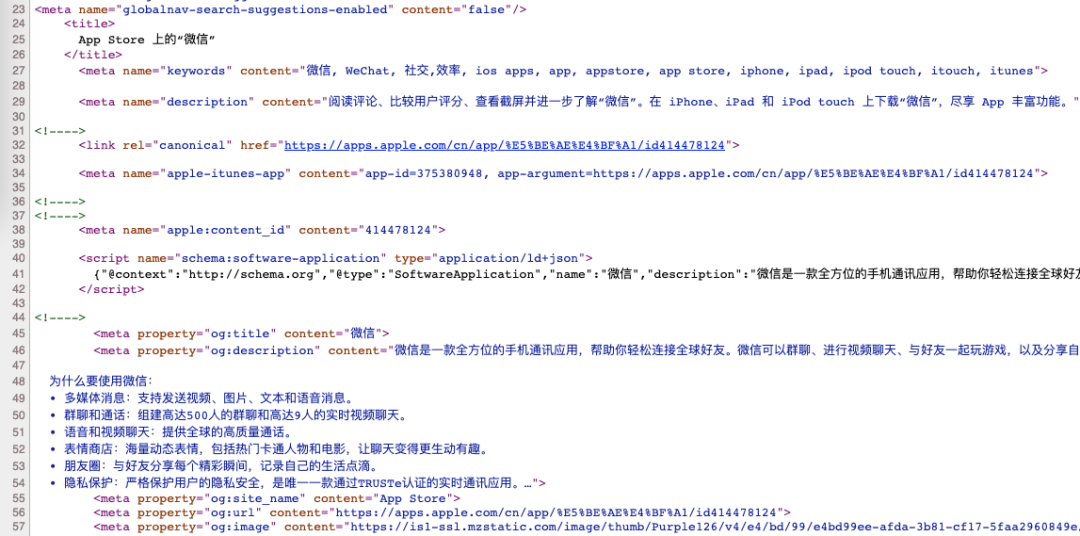 23 <meta name="globalnav-search-suggestions-enabled" content="false"/>
24 <title>
25 App Store 上的“微信”
26 </title>
27 <meta name="keywords" content="微信, WeChat, 社交,效率, ios apps, app, appstore, app store, iphone, ipad, ipod touch, itouch, itunes">
28
29 <meta name="description" content="阅读评论、比较用户评分、查看截屏并进一步了解“微信”。在 iPhone、iPad 和 iPod touch 上下载“微信”，尽享 App 丰富功能。"
30
31 <!---->
32 <link rel="canonical" href="https://apps.apple.com/cn/app/%E5%BE%AE%E4%BF%A1/id414478124">
33
34 <meta name="apple-itunes-app" content="app-id=375380948, app-argument=https://apps.apple.com/cn/app/%E5%BE%AE%E4%BF%A1/id414478124">
35
36 <!---->
37 <!---->
38 <meta name="apple:content_id" content="414478124">
39
40 <script name="schema:software-application" type="application/ld+json">
41 {"@context":"http://schema.org","@type":"SoftwareApplication","name":"微信","description":"微信是一款全方位的手机通讯应用，帮助你轻松连接全球好友
42 </script>
43
44 <!---->
45 <meta property="og:title" content="微信">
46 <meta property="og:description" content="微信是一款全方位的手机通讯应用，帮助你轻松连接全球好友。微信可以群聊、进行视频聊天、与好友一起玩游戏，以及分享自
47
48 为什么要使用微信：
49 • 多媒体消息：支持发送视频、图片、文本和语音消息。
50 • 群聊和通话：组建高达500人的群聊和高达9人的实时视频聊天。
51 • 语音和视频聊天：提供全球的高质量通话。
52 • 表情商店：海量动态表情，包括热门卡通人物和电影，让聊天变得更生动有趣。
53 • 朋友圈：与好友分享每个精彩瞬间，记录自己的生活点滴。
54 • 隐私保护：严格保护用户的隐私安全，是唯一一款通过TRUSTe认证的实时通讯应用。…">
55 <meta property="og:site_name" content="App Store">
56 <meta property="og:url" content="https://apps.apple.com/cn/app/%E5%BE%AE%E4%BF%A1/id414478124">
57 <meta property="og:image" content="https://is1-ssl.mzstatic.com/image/thumb/Purple126/v4/e4/bd/99/e4bd99ee-afda-3b81-cf17-5faa2960849e/